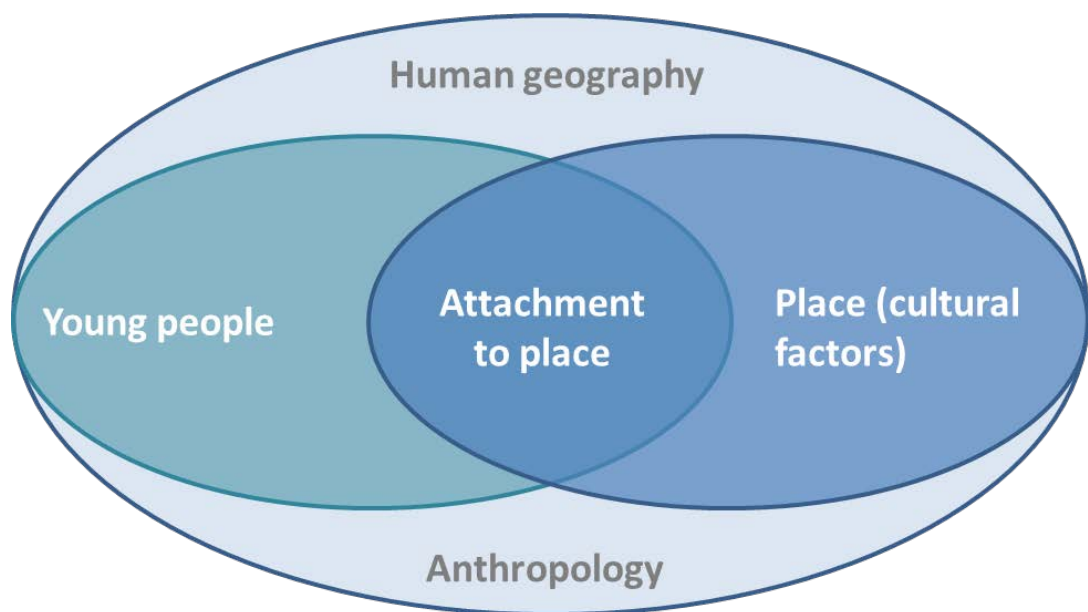 Human geography
Young people
Attachment
to place
Place (cultural
factors)
Anthropology